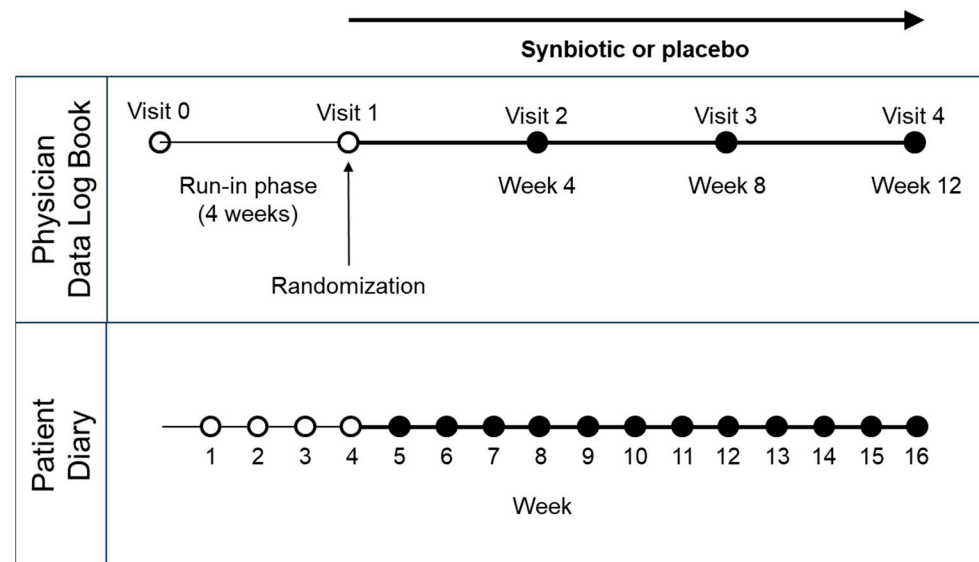 Synbiotic or placebo
Physician
Data Log Book
Visit 0
Visit 1
Visit 2
Visit 3
Visit 4
Run-in phase
(4 weeks)
Week 4
Week 8
Week 12
Randomization
Patient
Diary
1 2 3 4 5 6 7 8 9 10 11 12 13 14 15 16
Week